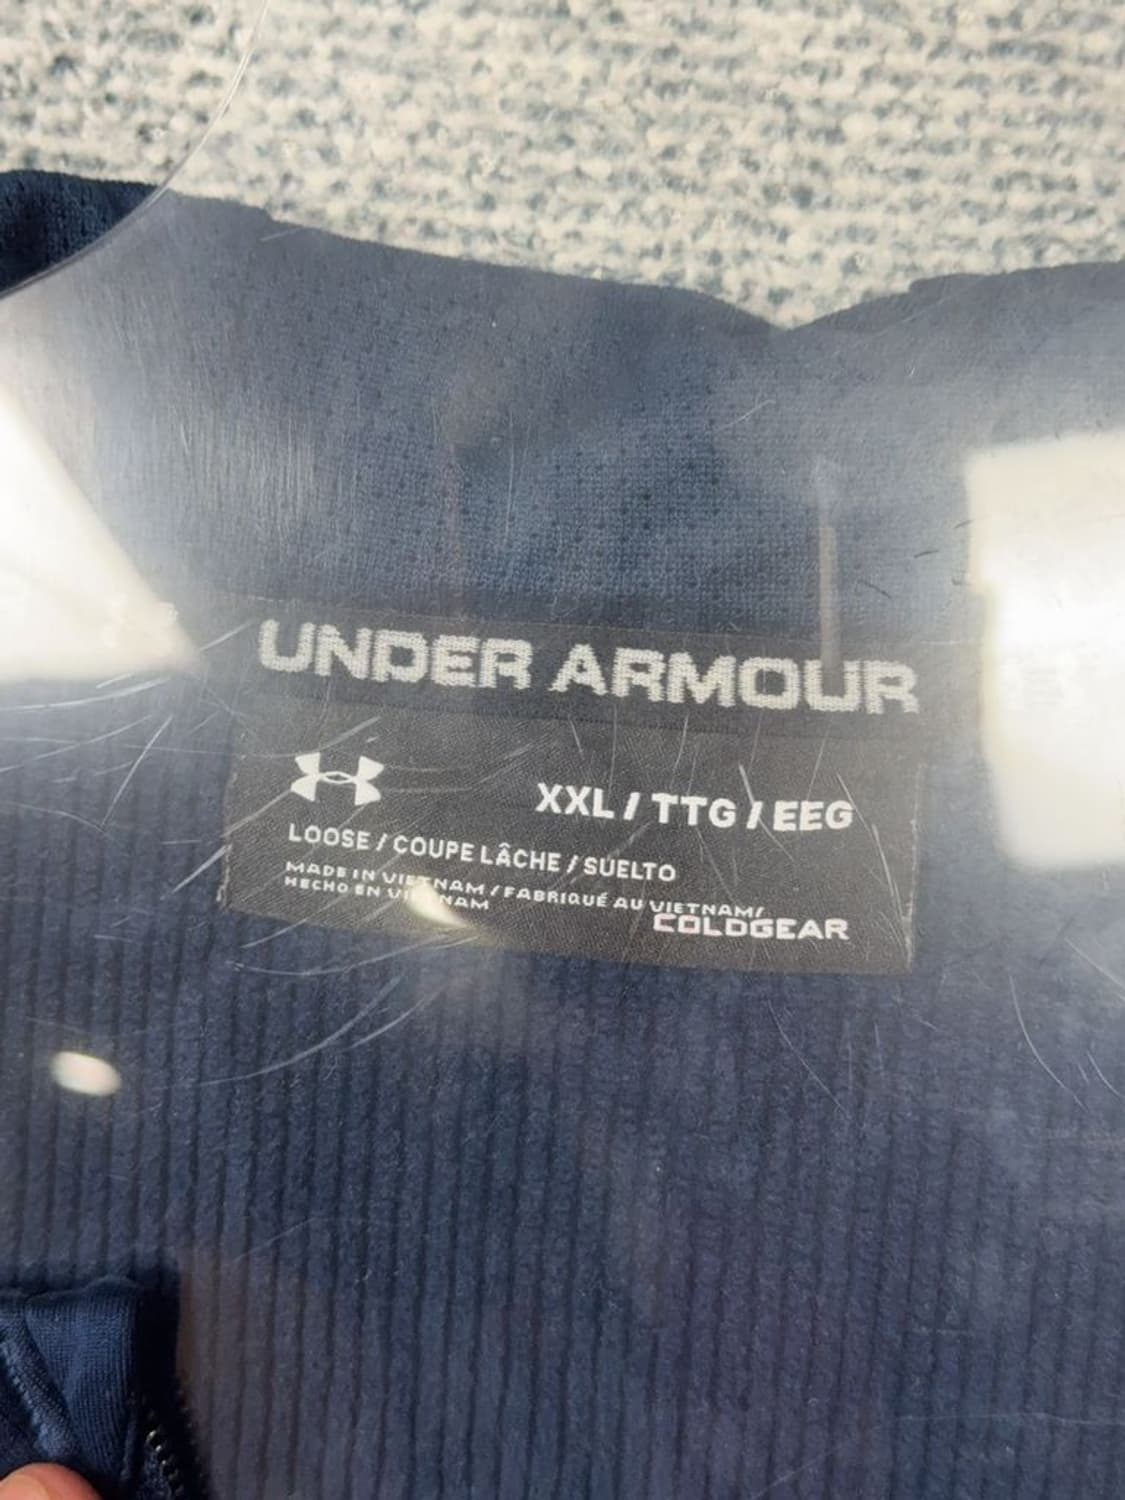 UNDER ARMOUR
XXL / TTG / EEG
LOOSE / COUPE LÂCHE / SUELTO
MADE IN VIETNAM / FABRIQUÉ AU VIETNAM/
HECHO EN VIETNAM
COLDGEAR